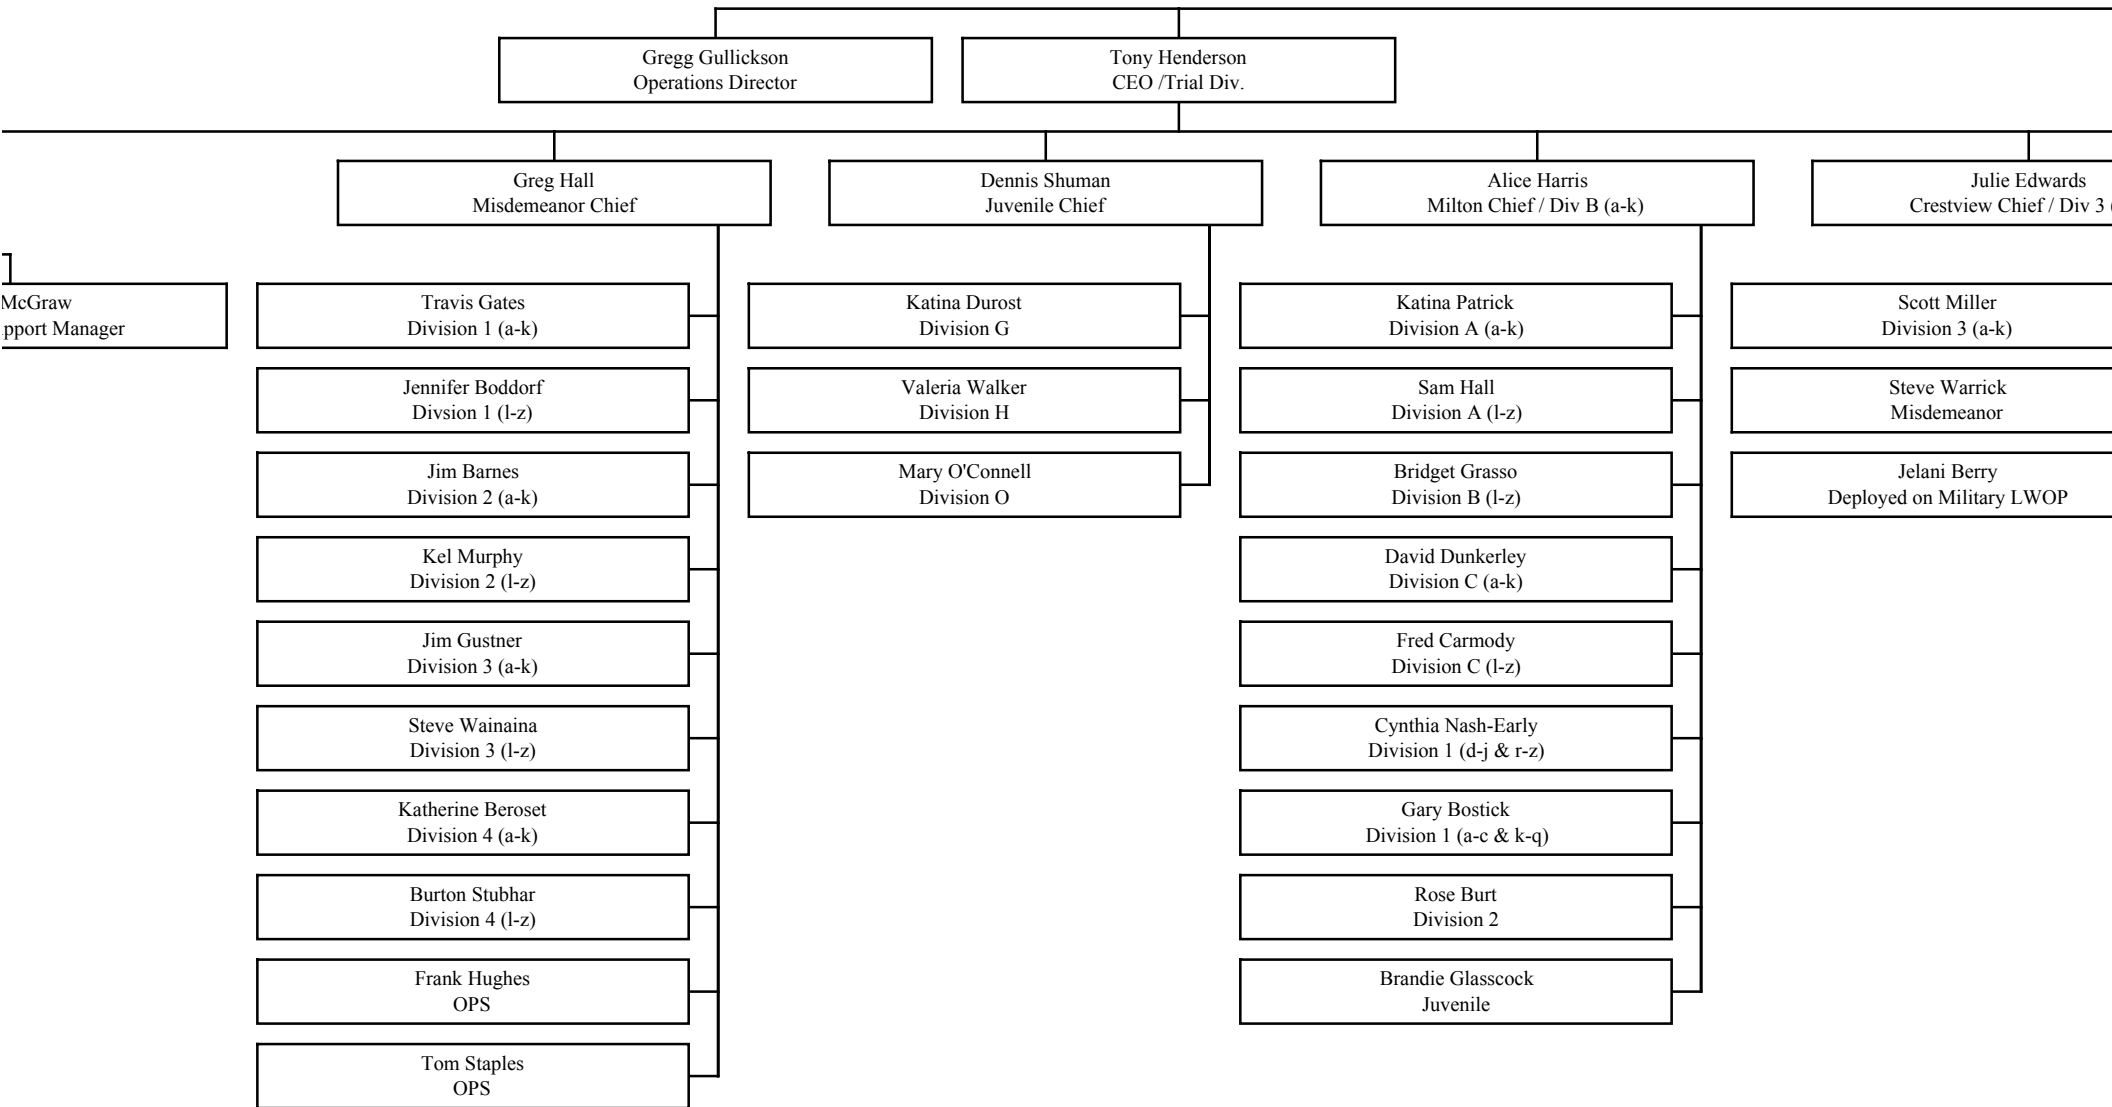 Gregg Gullickson
Operations Director
Tony Henderson
CEO /Trial Div.
Greg Hall
Misdemeanor Chief
Dennis Shuman
Juvenile Chief
Alice Harris
Milton Chief / Div B (a-k)
Julie Edwards
Crestview Chief / Div 3 (
McGraw
pport Manager
Travis Gates
Division 1 (a-k)
Jennifer Boddorf
Divsion 1 (l-z)
Jim Barnes
Division 2 (a-k)
Kel Murphy
Division 2 (l-z)
Jim Gustner
Division 3 (a-k)
Steve Wainaina
Division 3 (l-z)
Katherine Beroset
Division 4 (a-k)
Burton Stubhar
Division 4 (l-z)
Frank Hughes
OPS
Tom Staples
OPS
Katina Durost
Division G
Valeria Walker
Division H
Mary O'Connell
Division O
Katina Patrick
Division A (a-k)
Sam Hall
Division A (l-z)
Bridget Grasso
Division B (l-z)
David Dunkerley
Division C (a-k)
Fred Carmody
Division C (l-z)
Cynthia Nash-Early
Division 1 (d-j & r-z)
Gary Bostick
Division 1 (a-c & k-q)
Rose Burt
Division 2
Brandie Glasscock
Juvenile
Scott Miller
Division 3 (a-k)
Steve Warrick
Misdemeanor
Jelani Berry
Deployed on Military LWOP